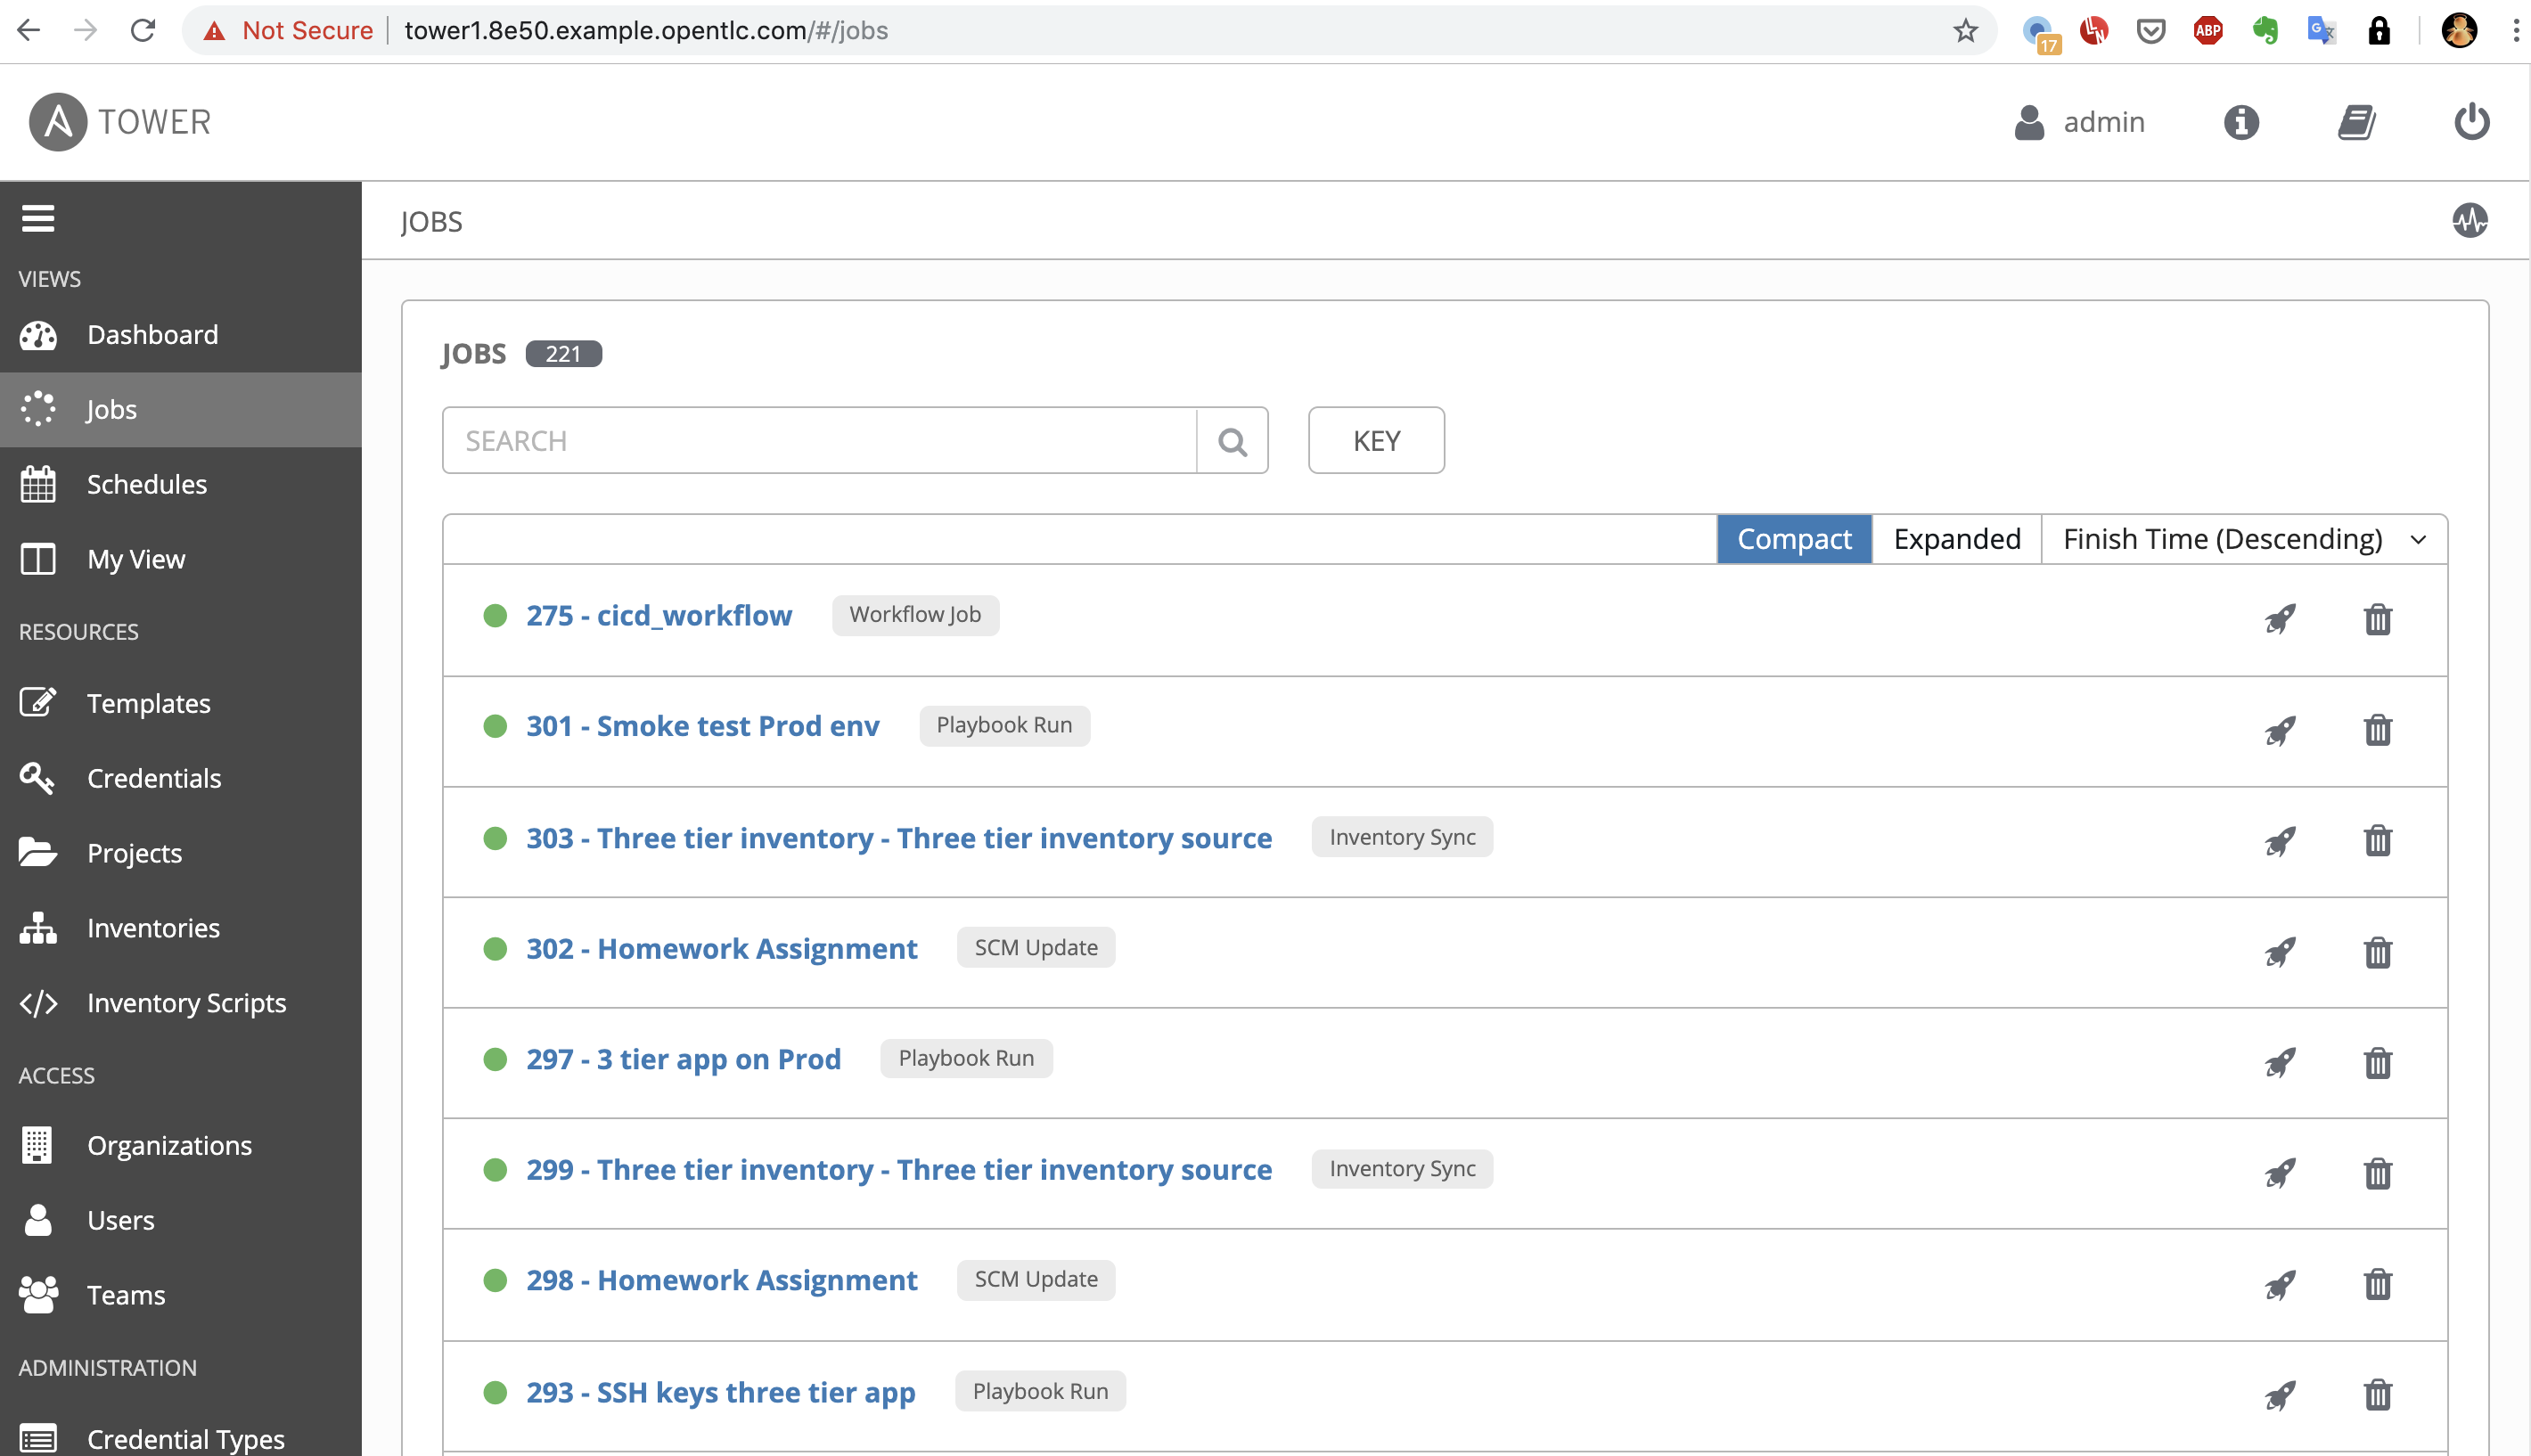 Not Secure | tower1.8e50.example.opentlc.com/#/jobs
17
ABP
TOWER
admin
VIEWS
Dashboard
Jobs
Schedules
My View
RESOURCES
Templates
Credentials
Projects
Inventories
Inventory Scripts
ACCESS
Organizations
Users
Teams
ADMINISTRATION
Credential Types
JOBS
JOBS 221
SEARCH
KEY
Compact Expanded Finish Time (Descending)
275 - cicd_workflow Workflow Job
301 - Smoke test Prod env Playbook Run
303 - Three tier inventory - Three tier inventory source Inventory Sync
302 - Homework Assignment SCM Update
297 - 3 tier app on Prod Playbook Run
299 - Three tier inventory - Three tier inventory source Inventory Sync
298 - Homework Assignment SCM Update
293 - SSH keys three tier app Playbook Run